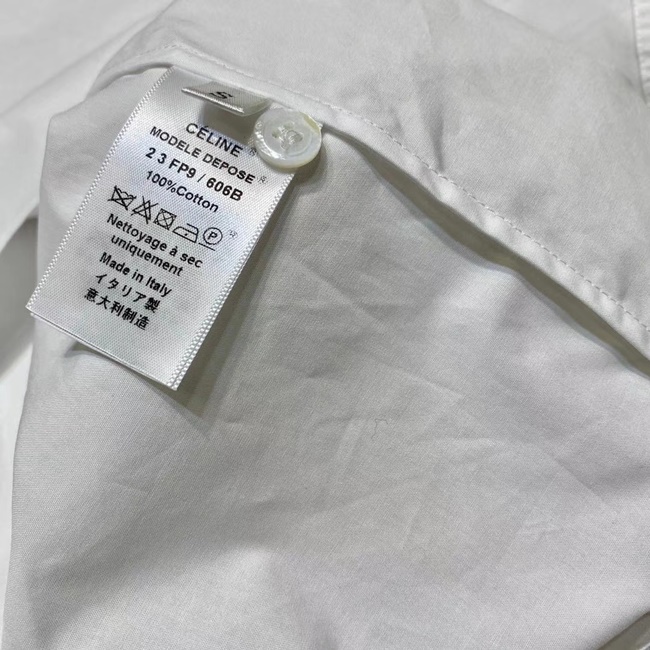 S
CÉLINE ®
MODELE DEPOSE ®
2 3 FP9 / 606B
100%Cotton
P
Nettoyage à sec
uniquement
Made in Italy
イタリア製
意大利制造